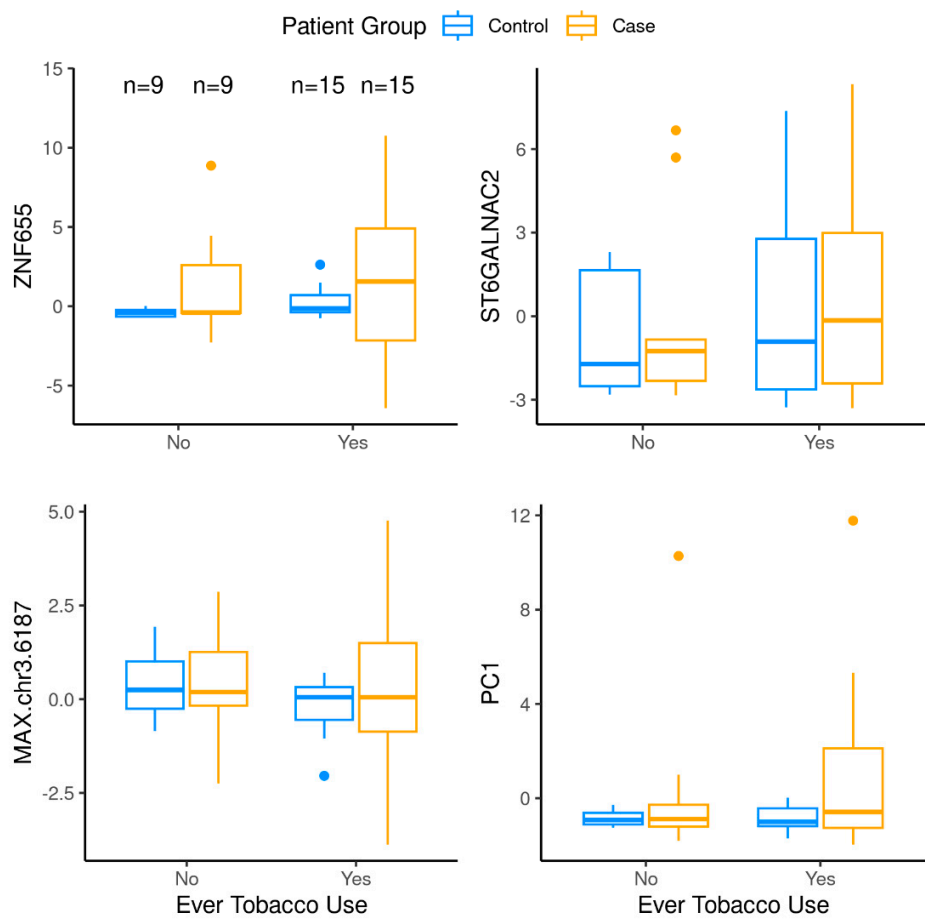 Patient Group Control Case
ZNF655
15
10
5
0
-5
n=9 n=9 n=15 n=15
No Yes
ST6GALNAC2
6
3
0
-3
No Yes
MAX.chr3.6187
5.0
2.5
0.0
-2.5
No Yes
Ever Tobacco Use
PC1
12
8
4
0
No Yes
Ever Tobacco Use